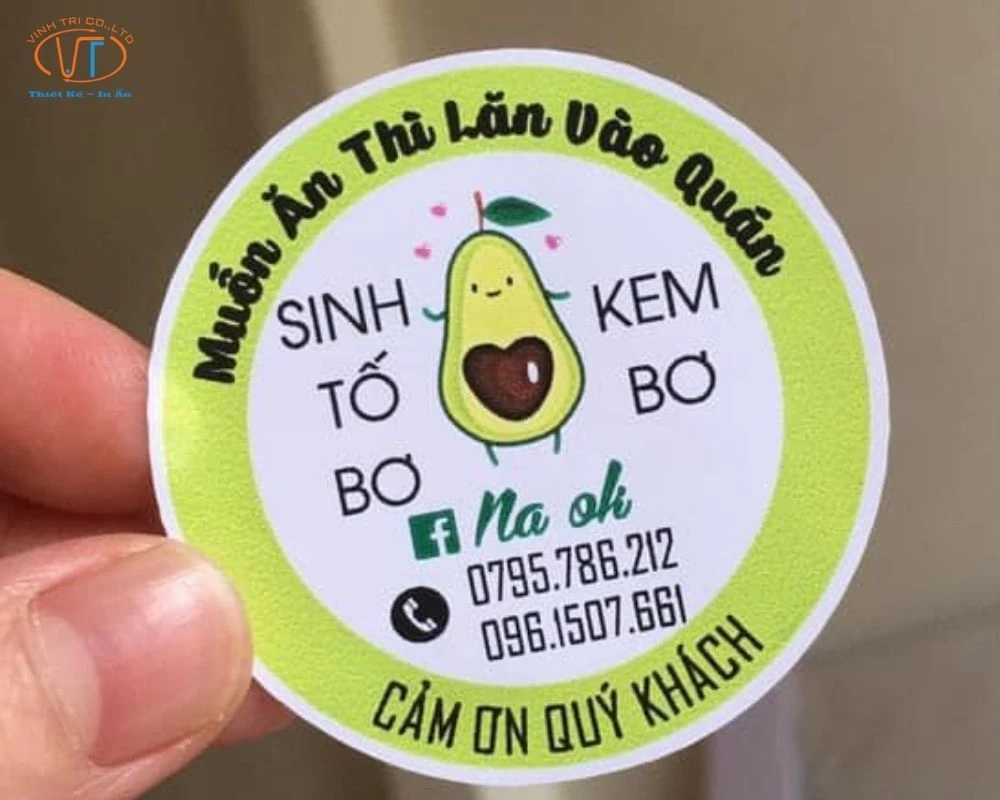 VINH TRI CO.,LTD
VT
Thiết Kế - In Ấn
Muốn Ăn Thì Lăn Vào Quán
SINH
TỐ
BƠ
KEM
BƠ
f Na ok
0795.786.212
096.1507.661
CẢM ƠN QUÝ KHÁCH